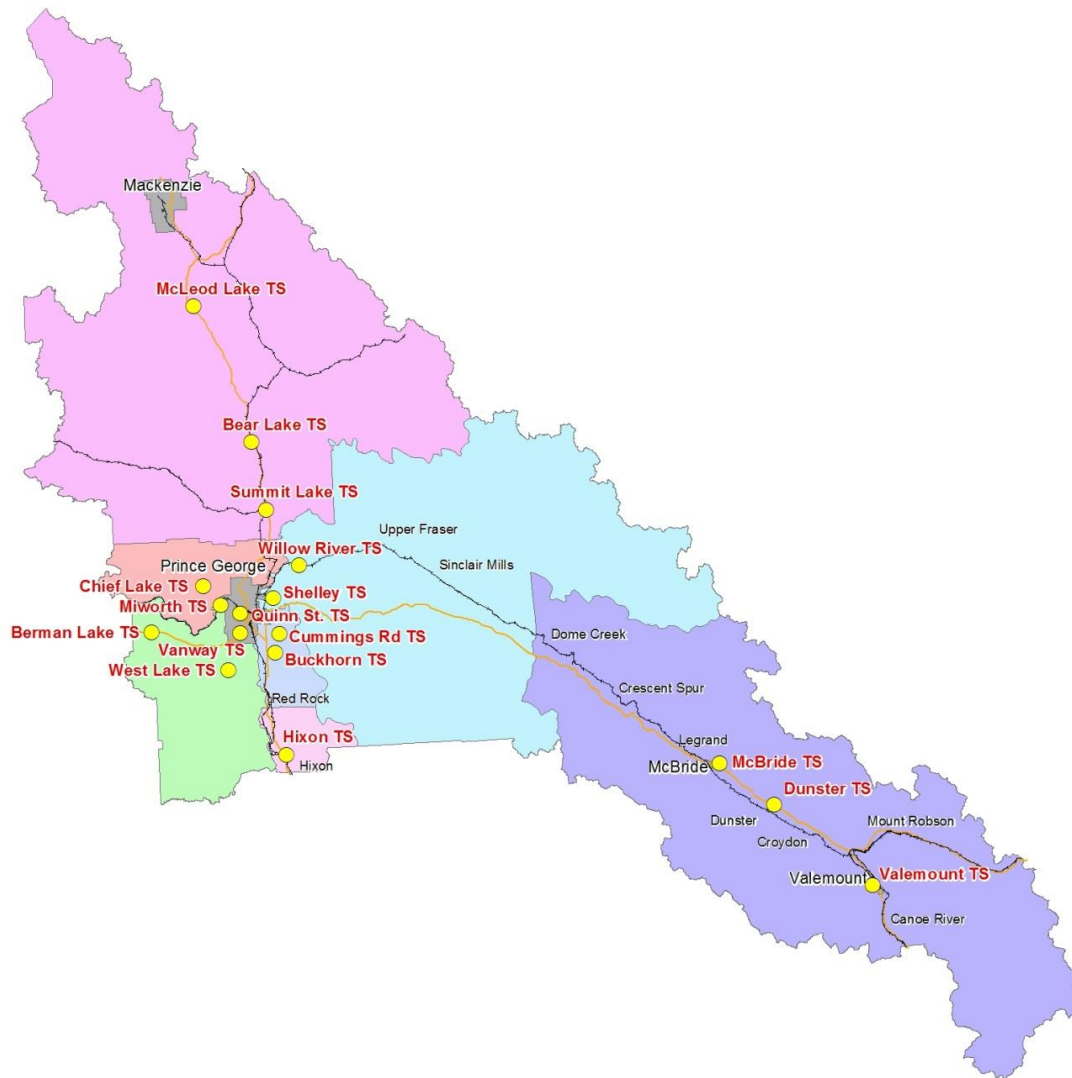 Mackenzie
McLeod Lake TS
Bear Lake TS
Summit Lake TS
Upper Fraser
Willow River TS
Sinclair Mills
Prince George
Chief Lake TS
Shelley TS
Miworth TS
Quinn St. TS
Berman Lake TS
Cummings Rd TS
Dome Creek
Vanway TS
Buckhorn TS
West Lake TS
Crescent Spur
Red Rock
Hixon TS
Legrand
Hixon
McBride
McBride TS
Dunster TS
Dunster
Mount Robson
Croydon
Valemount
Valemount TS
Canoe River